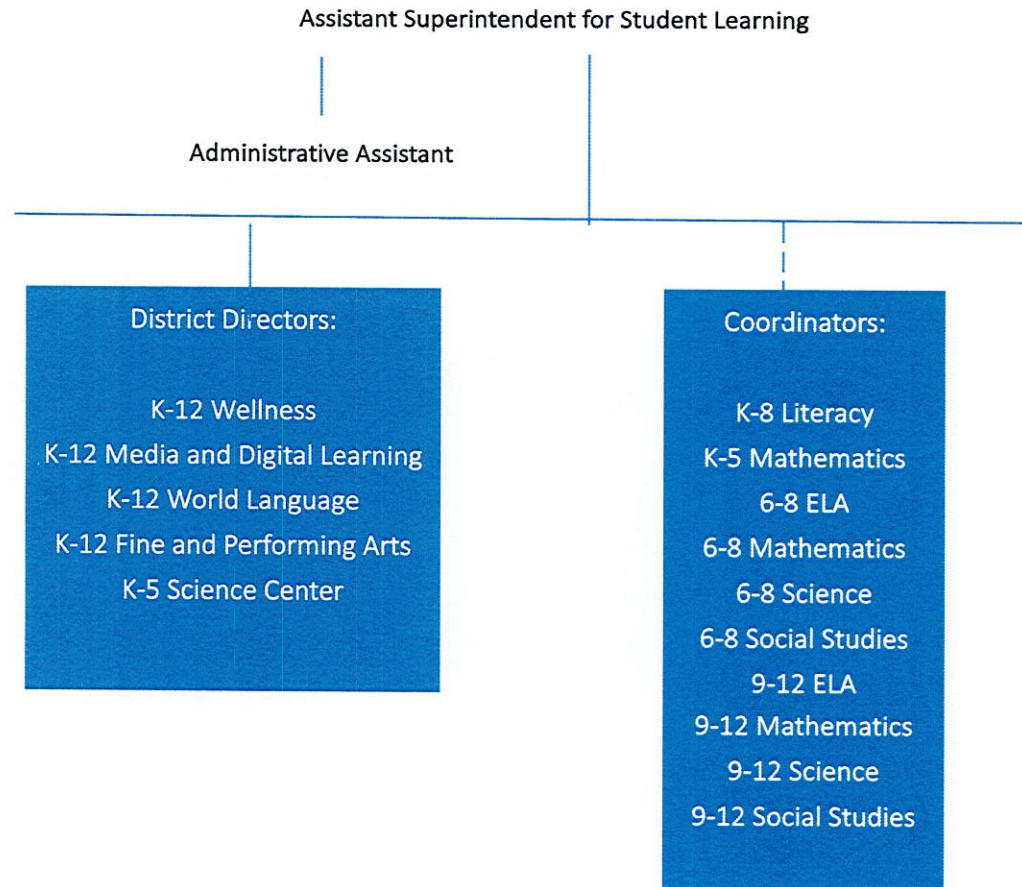 Assistant Superintendent for Student Learning
Administrative Assistant
District Directors:
K-12 Wellness
K-12 Media and Digital Learning
K-12 World Language
K-12 Fine and Performing Arts
K-5 Science Center
Coordinators:
K-8 Literacy
K-5 Mathematics
6-8 ELA
6-8 Mathematics
6-8 Science
6-8 Social Studies
9-12 ELA
9-12 Mathematics
9-12 Science
9-12 Social Studies